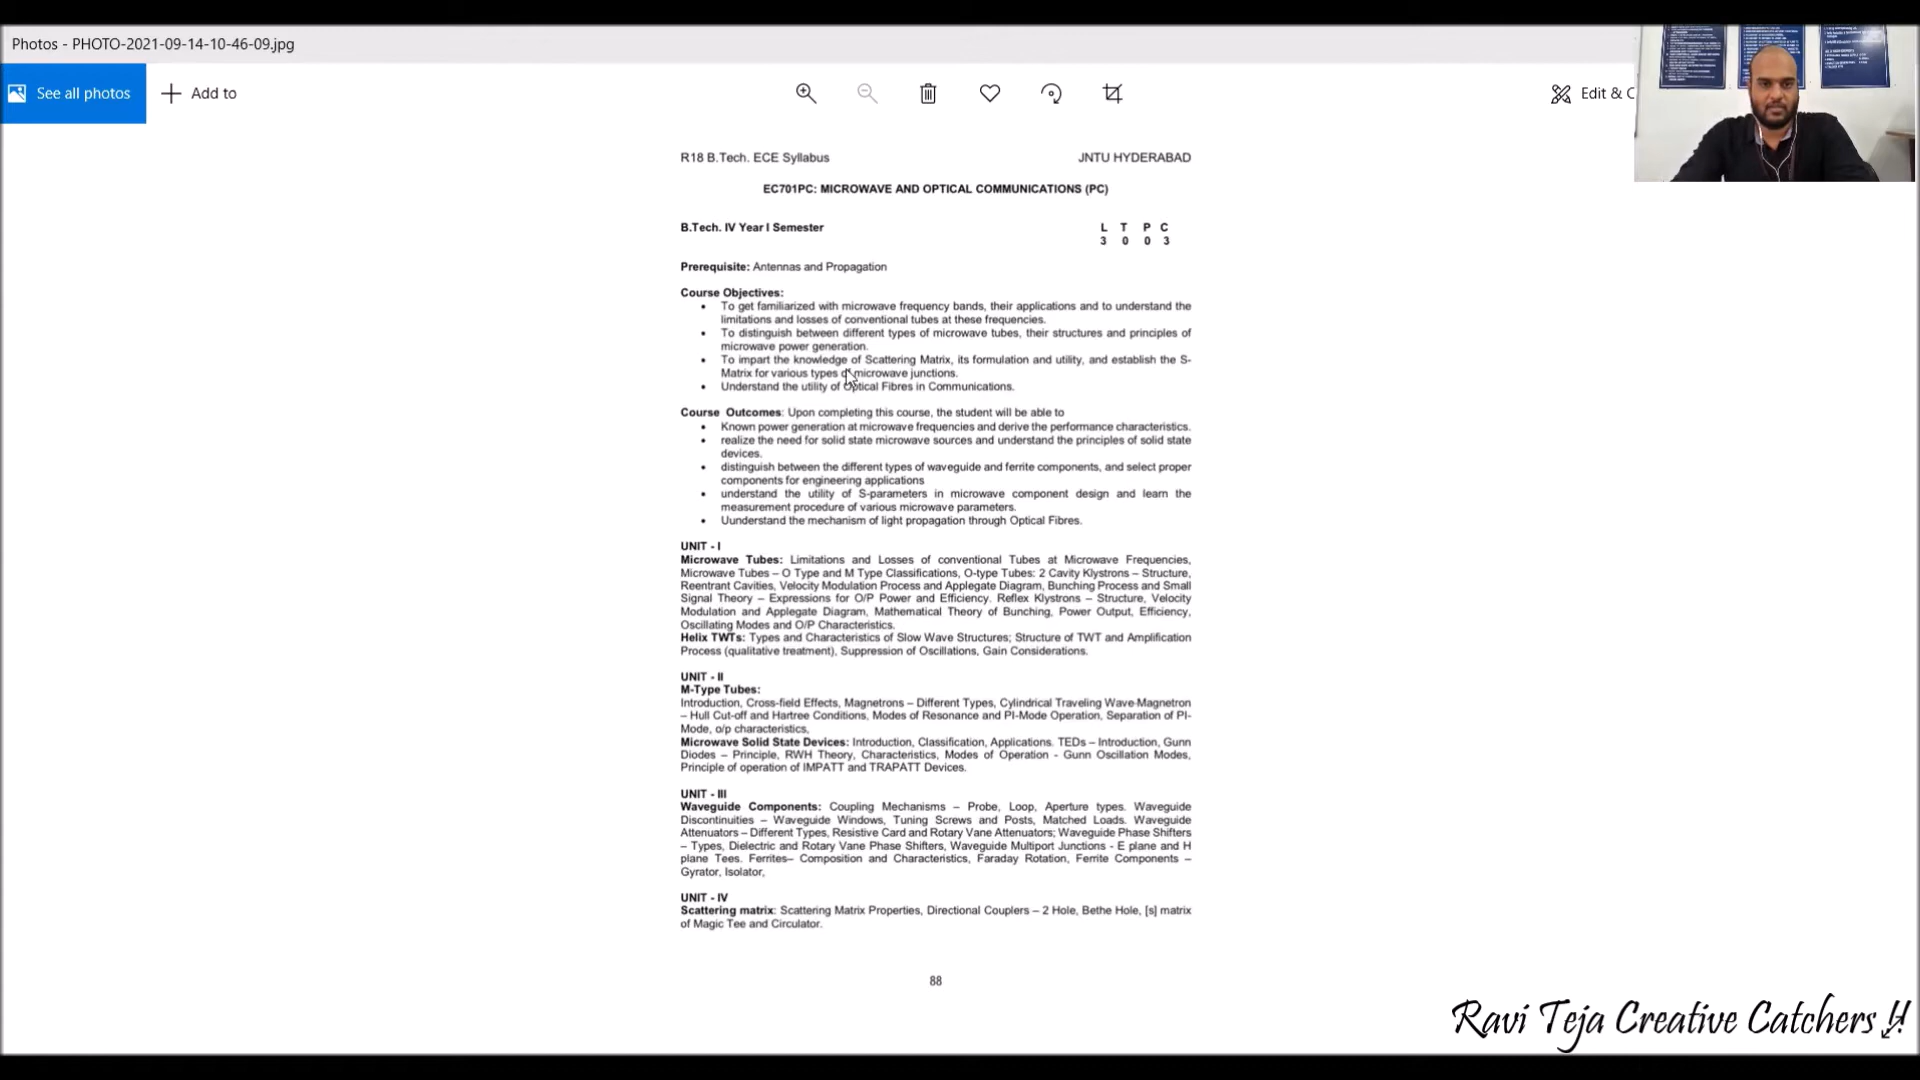 Photos - PHOTO-2021-09-14-10-46-09.jpg
See all photos
Add to
Edit & C
R18 B.Tech. ECE Syllabus JNTU HYDERABAD
EC701PC: MICROWAVE AND OPTICAL COMMUNICATIONS (PC)
B.Tech. IV Year I Semester L T P C
3 0 0 3
Prerequisite: Antennas and Propagation
Course Objectives:
• To get familiarized with microwave frequency bands, their applications and to understand the
limitations and losses of conventional tubes at these frequencies.
• To distinguish between different types of microwave tubes, their structures and principles of
microwave power generation.
• To impart the knowledge of Scattering Matrix, its formulation and utility, and establish the S-
Matrix for various types of microwave junctions.
• Understand the utility of Optical Fibres in Communications.
Course Outcomes: Upon completing this course, the student will be able to
• Known power generation at microwave frequencies and derive the performance characteristics.
• realize the need for solid state microwave sources and understand the principles of solid state
devices.
• distinguish between the different types of waveguide and ferrite components, and select proper
components for engineering applications
• understand the utility of S-parameters in microwave component design and learn the
measurement procedure of various microwave parameters.
• Uunderstand the mechanism of light propagation through Optical Fibres.
UNIT - I
Microwave Tubes: Limitations and Losses of conventional Tubes at Microwave Frequencies,
Microwave Tubes – O Type and M Type Classifications, O-type Tubes: 2 Cavity Klystrons – Structure,
Reentrant Cavities, Velocity Modulation Process and Applegate Diagram, Bunching Process and Small
Signal Theory – Expressions for O/P Power and Efficiency. Reflex Klystrons – Structure, Velocity
Modulation and Applegate Diagram, Mathematical Theory of Bunching, Power Output, Efficiency,
Oscillating Modes and O/P Characteristics.
Helix TWTs: Types and Characteristics of Slow Wave Structures; Structure of TWT and Amplification
Process (qualitative treatment), Suppression of Oscillations, Gain Considerations.
UNIT - II
M-Type Tubes:
Introduction, Cross-field Effects, Magnetrons – Different Types, Cylindrical Traveling Wave-Magnetron
– Hull Cut-off and Hartree Conditions, Modes of Resonance and PI-Mode Operation, Separation of PI-
Mode, o/p characteristics,
Microwave Solid State Devices: Introduction, Classification, Applications. TEDs – Introduction, Gunn
Diodes – Principle, RWH Theory, Characteristics, Modes of Operation - Gunn Oscillation Modes,
Principle of operation of IMPATT and TRAPATT Devices.
UNIT - III
Waveguide Components: Coupling Mechanisms – Probe, Loop, Aperture types. Waveguide
Discontinuities – Waveguide Windows, Tuning Screws and Posts, Matched Loads. Waveguide
Attenuators – Different Types, Resistive Card and Rotary Vane Attenuators; Waveguide Phase Shifters
– Types, Dielectric and Rotary Vane Phase Shifters, Waveguide Multiport Junctions - E plane and H
plane Tees. Ferrites– Composition and Characteristics, Faraday Rotation, Ferrite Components –
Gyrator, Isolator,
UNIT - IV
Scattering matrix: Scattering Matrix Properties, Directional Couplers – 2 Hole, Bethe Hole, [s] matrix
of Magic Tee and Circulator.
88
Ravi Teja Creative Catchers !!